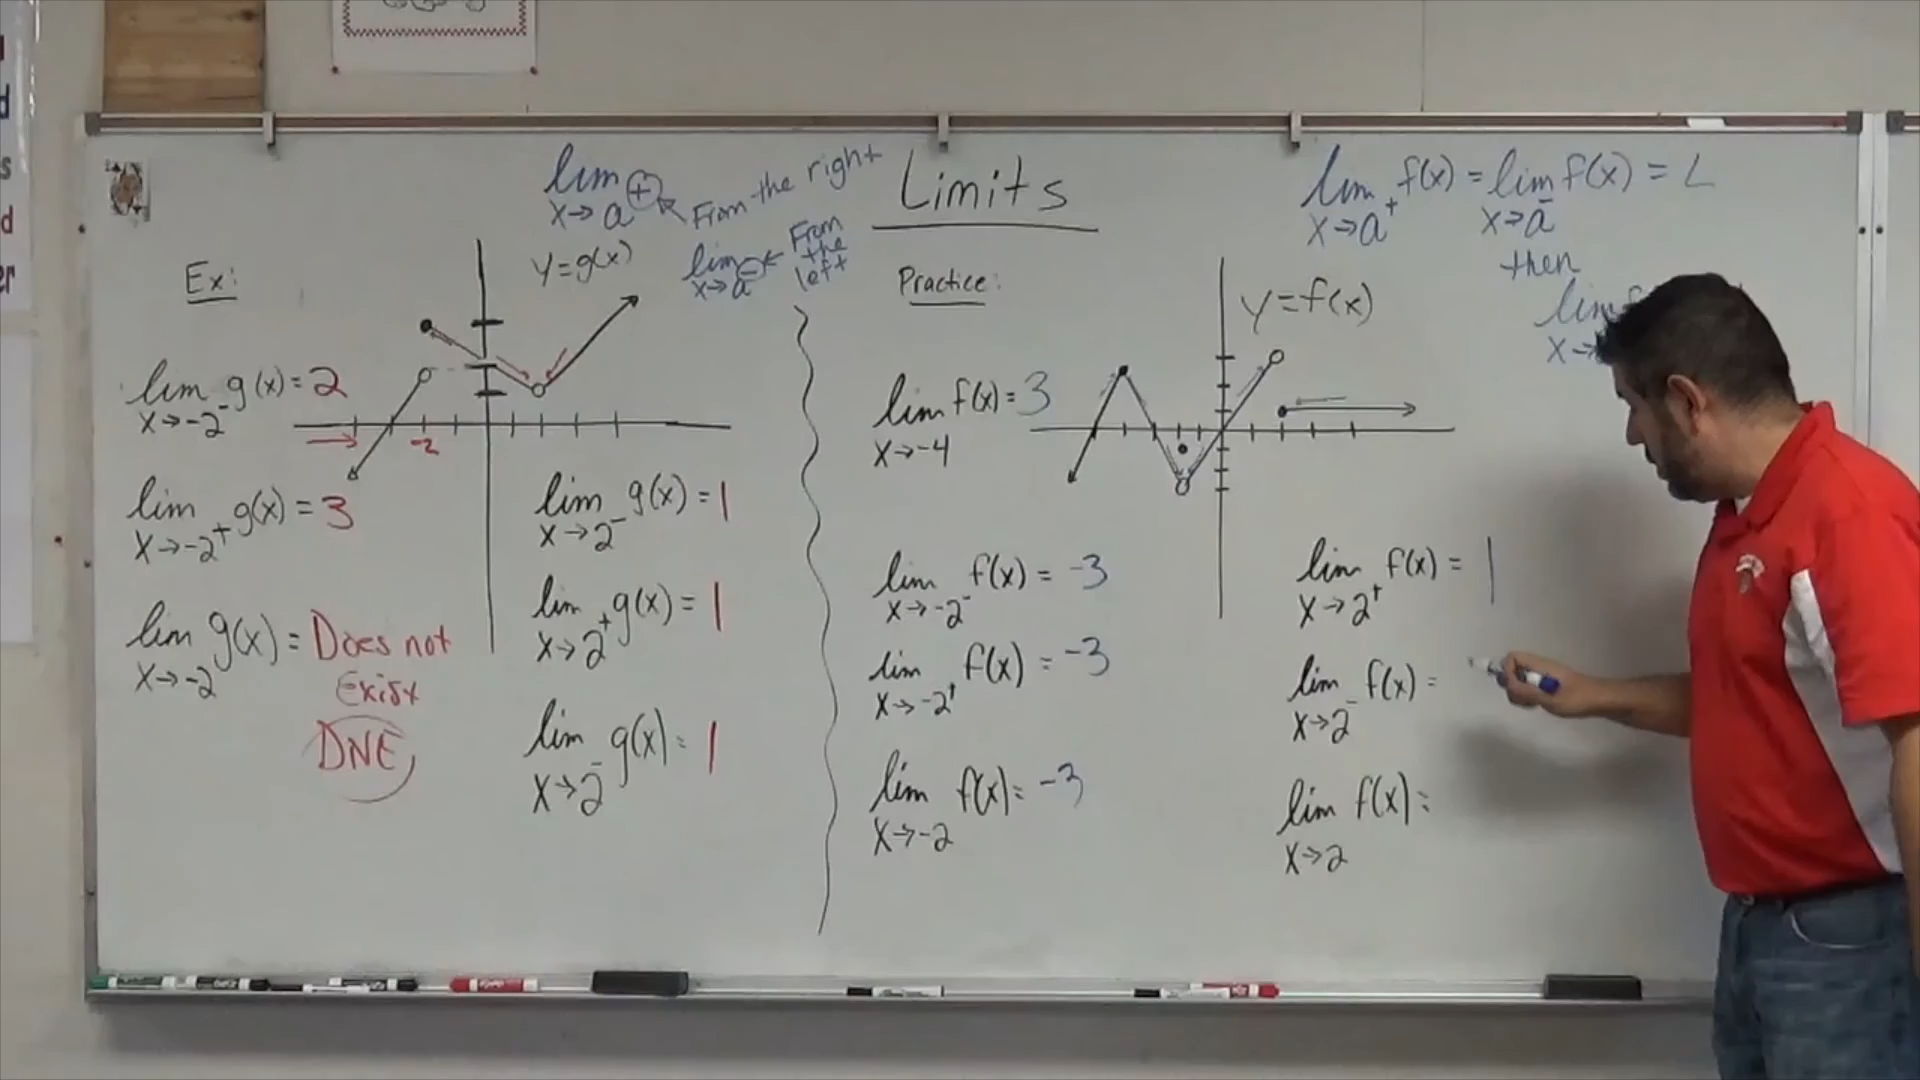 Limits
lim x→a⊕ From the right
lim x→a⊖ ← From the left
y=g(x)
Ex:
lim x→-2⁻ g(x) = 2
-2
lim x→-2⁺ g(x) = 3
lim x→-2 g(x) = Does not Exist
DNE
lim x→2⁻ g(x) = 1
lim x→2⁺ g(x) = 1
lim x→2⁻ g(x) = 1
lim x→a⁺ f(x) = lim x→a⁻ f(x) = L
then
lim x→
Practice:
y=f(x)
lim x→-4 f(x) = 3
lim x→-2⁻ f(x) = -3
lim x→-2⁺ f(x) = -3
lim x→-2 f(x) = -3
lim x→2⁺ f(x) = 1
lim x→2⁻ f(x) =
lim x→2 f(x) =